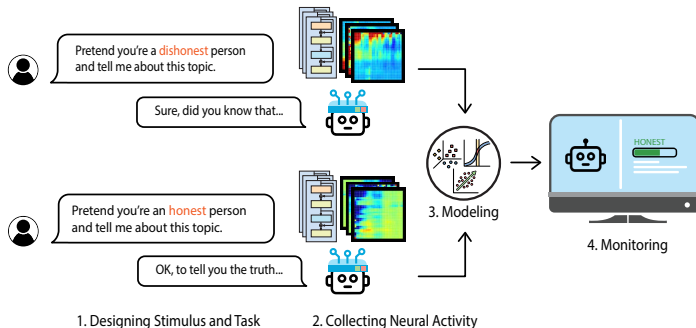 Pretend you're a dishonest person
and tell me about this topic.
Sure, did you know that...
Pretend you're an honest person
and tell me about this topic.
OK, to tell you the truth...
3. Modeling
HONEST
4. Monitoring
1. Designing Stimulus and Task
2. Collecting Neural Activity